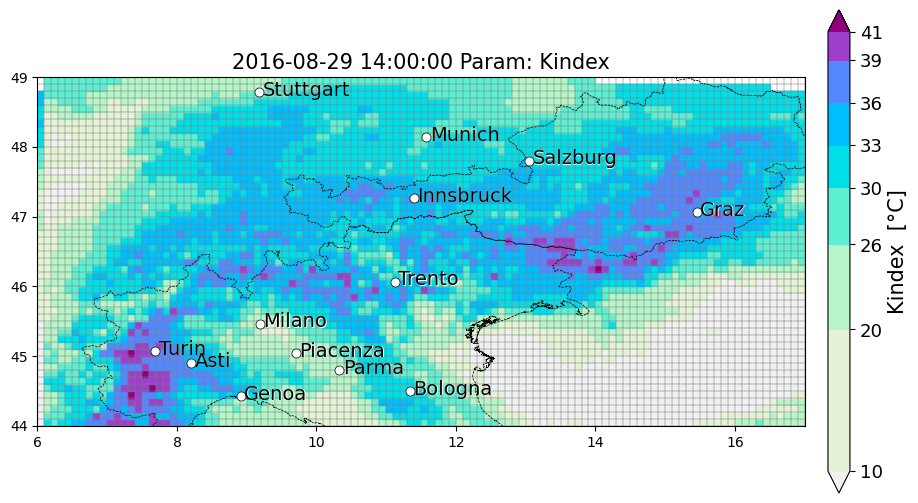 2016-08-29 14:00:00 Param: Kindex
49
48
47
46
45
44
6
8
10
12
14
16
Stuttgart
Munich
Salzburg
Innsbruck
Graz
Trento
Milano
Turin
Piacenza
Asti
Parma
Bologna
Genoa
41
39
36
33
30
26
20
10
Kindex [°C]